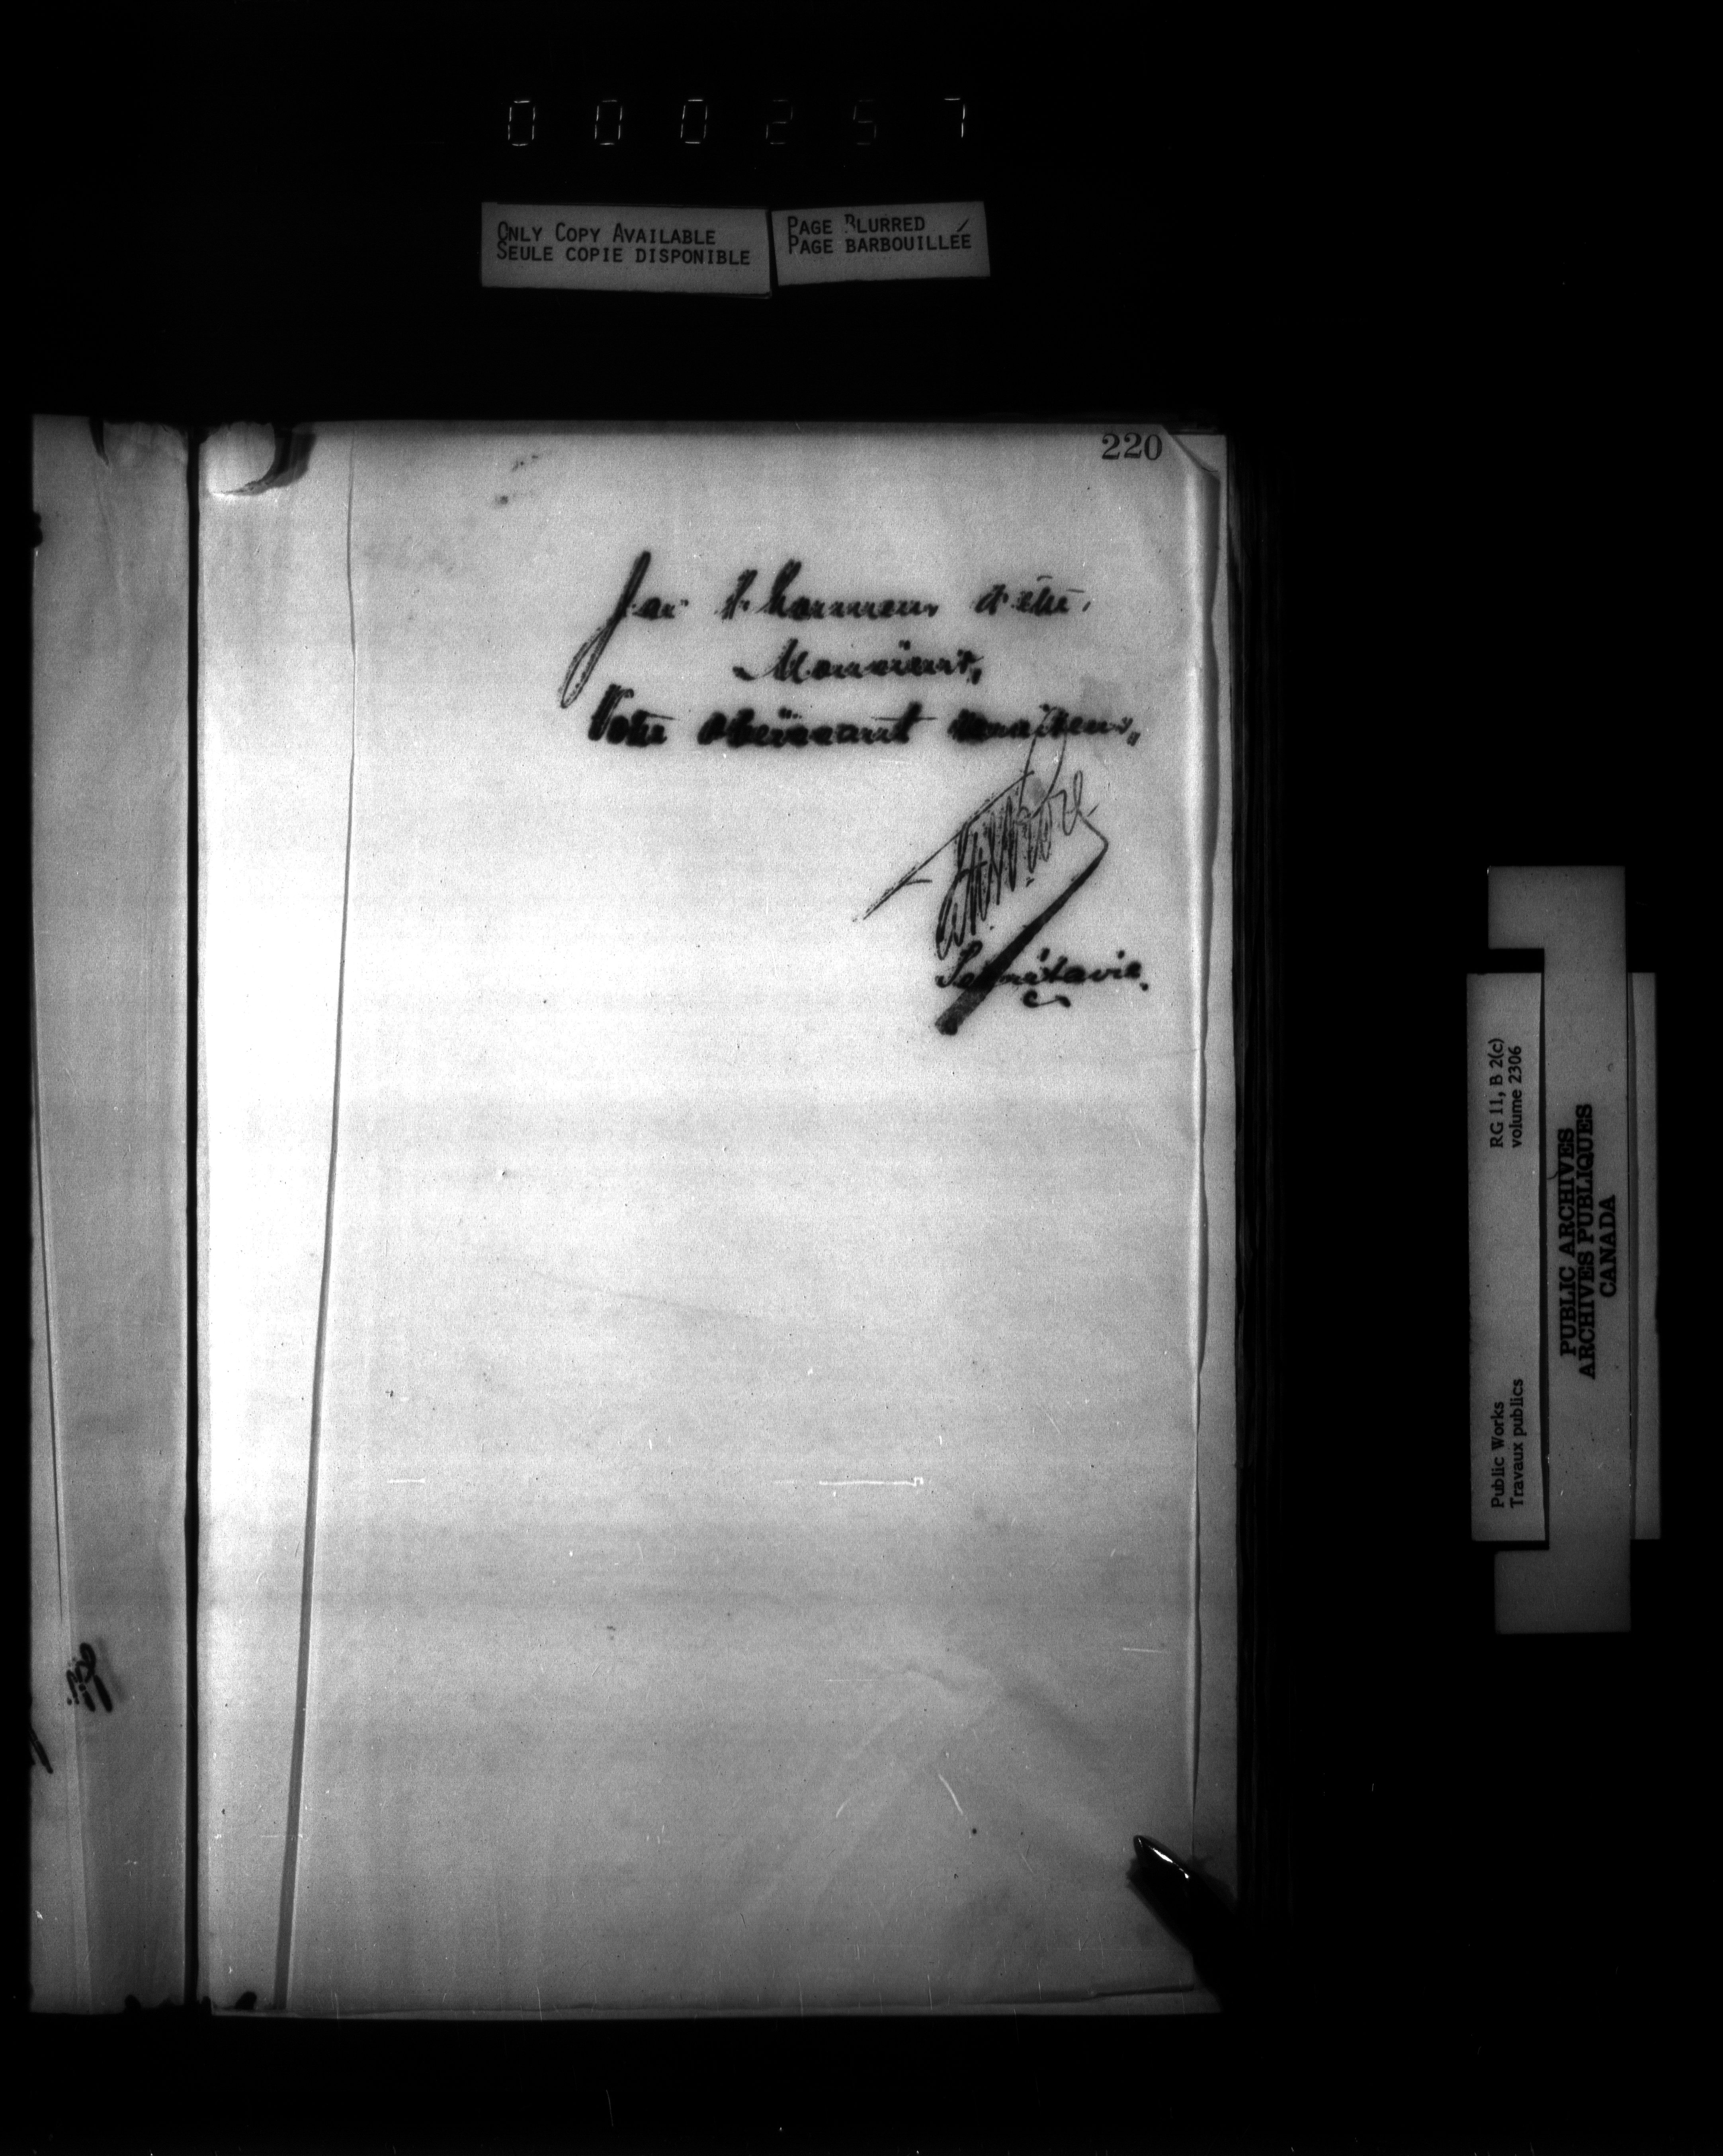 000257
ONLY COPY AVAILABLE
SEULE COPIE DISPONIBLE
PAGE BLURRED
PAGE BARBOUILLÉE
220
J'ai l'honneur d'être,
Monsieur,
Votre obéissant serviteur,
Secrétaire
RG 11, B 2(c)
volume 2306
Public Works
Travaux publics
PUBLIC ARCHIVES
ARCHIVES PUBLIQUES
CANADA